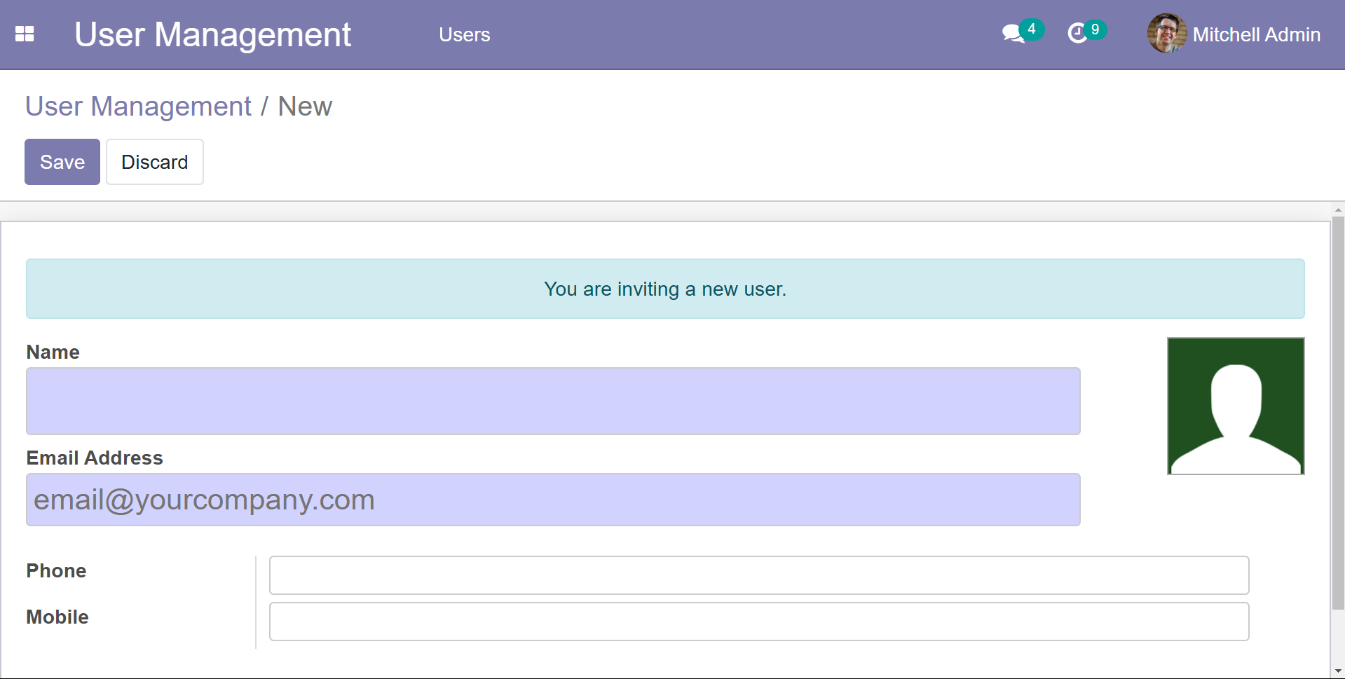 User Management Users 4 9 Mitchell Admin
User Management / New
Save Discard
You are inviting a new user.
Name
Email Address
email@yourcompany.com
Phone
Mobile